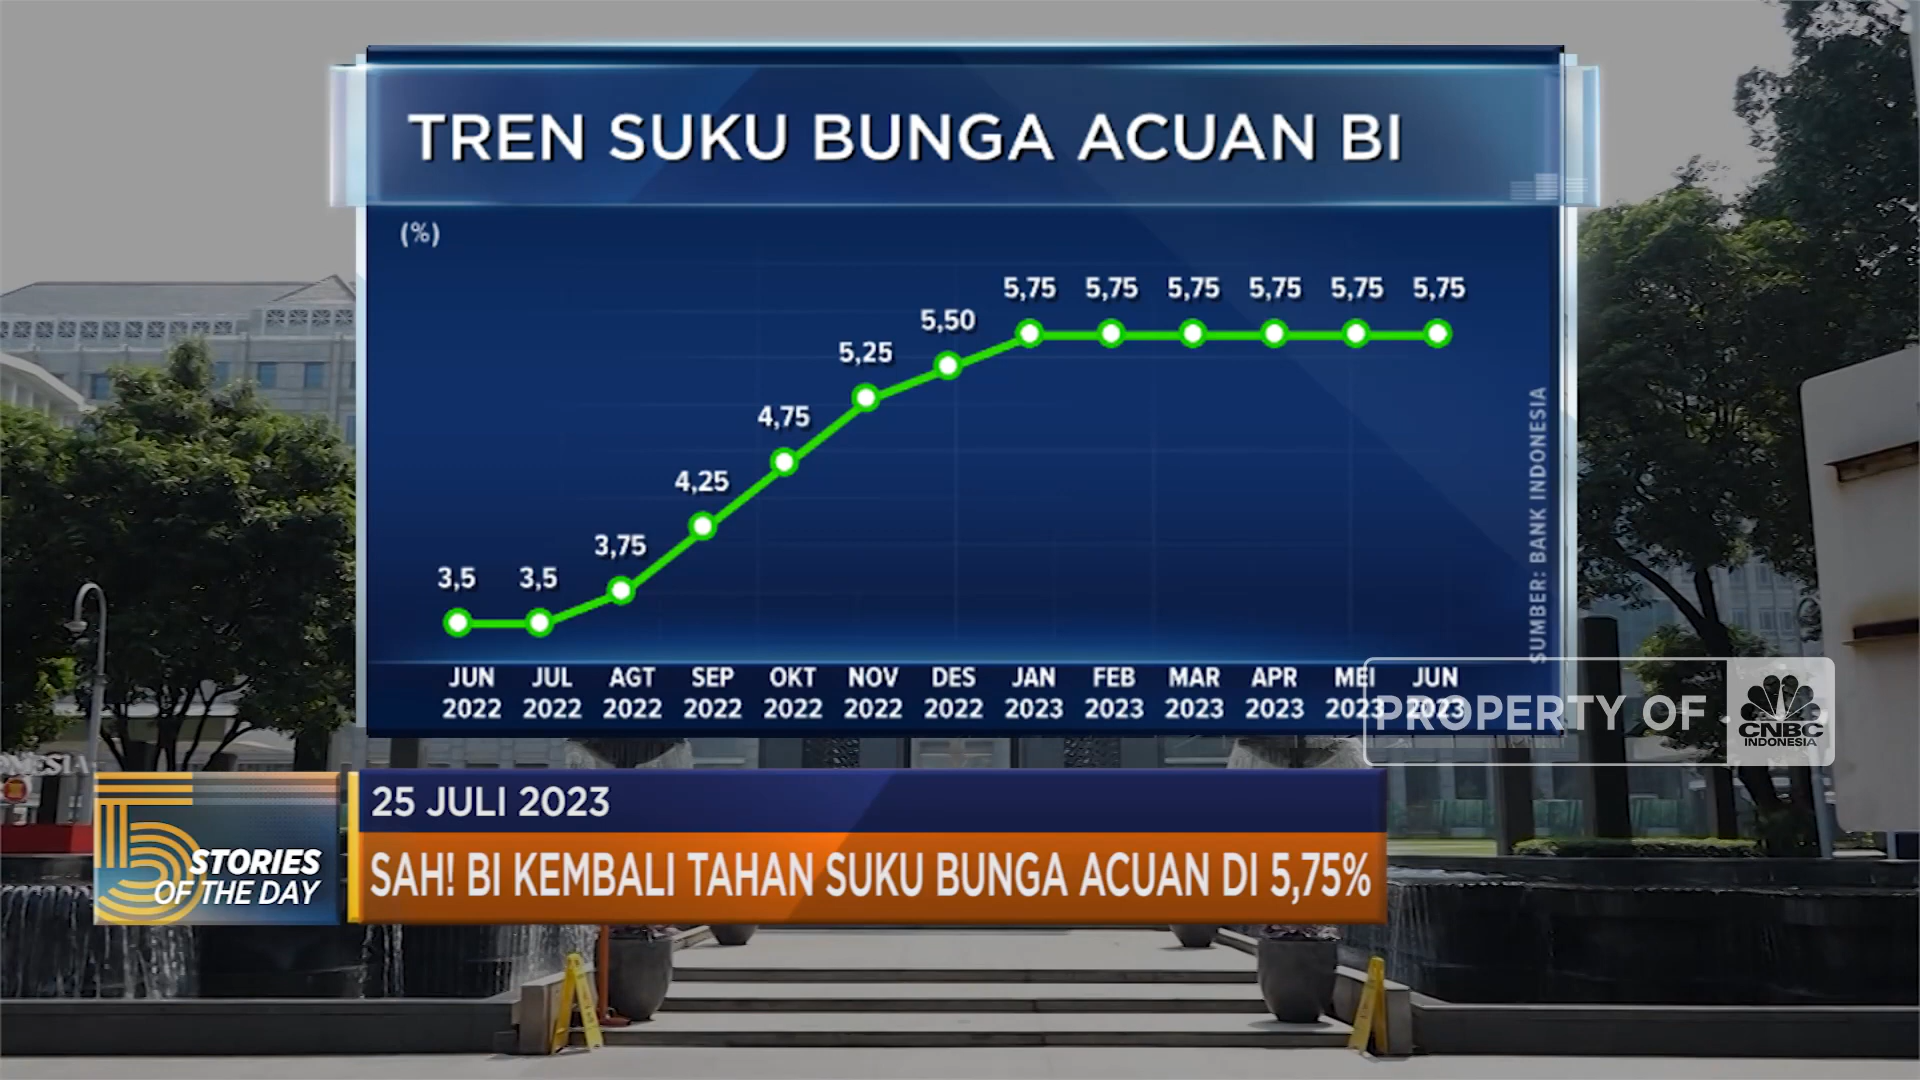 TREN SUKU BUNGA ACUAN BI
(%)
3,5 3,5 3,75 4,25 4,75 5,25 5,50 5,75 5,75 5,75 5,75 5,75 5,75
JUN JUL AGT SEP OKT NOV DES JAN FEB MAR APR MEI JUN
2022 2022 2022 2022 2022 2022 2022 2023 2023 2023 2023 2023 2023
SUMBER: BANK INDONESIA
PROPERTY OF
CNBC
INDONESIA
5
STORIES
OF THE DAY
25 JULI 2023
SAH! BI KEMBALI TAHAN SUKU BUNGA ACUAN DI 5,75%